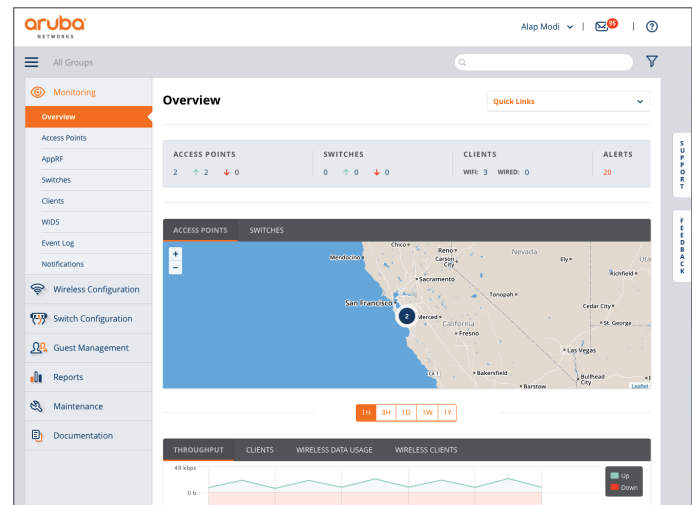 aruba
NETWORKS
Alap Modi
95
?
All Groups
Monitoring
Overview
Access Points
AppRF
Switches
Clients
WIDS
Event Log
Notifications
Wireless Configuration
Switch Configuration
Guest Management
Reports
Maintenance
Documentation
Overview
Quick Links
ACCESS POINTS
2 ↑ 2 ↓ 0
SWITCHES
0 ↑ 0 ↓ 0
CLIENTS
WIFI: 3 WIRED: 0
ALERTS
20
ACCESS POINTS SWITCHES
+
−
Chico
Reno
Nevada
Mendocino
Carson City
Ely
Uta
Sacramento
Richfield
Tonopah
San Francisco
Cedar City
2
Merced
California
St. George
Fresno
Las Vegas
CA 1
Bakersfield
Bullhead City
Barstow
Leaflet
1H 3H 1D 1W 1Y
THROUGHPUT CLIENTS WIRELESS DATA USAGE WIRELESS CLIENTS
49 kbps
0 b
Up
Down
SUPPORT
FEEDBACK